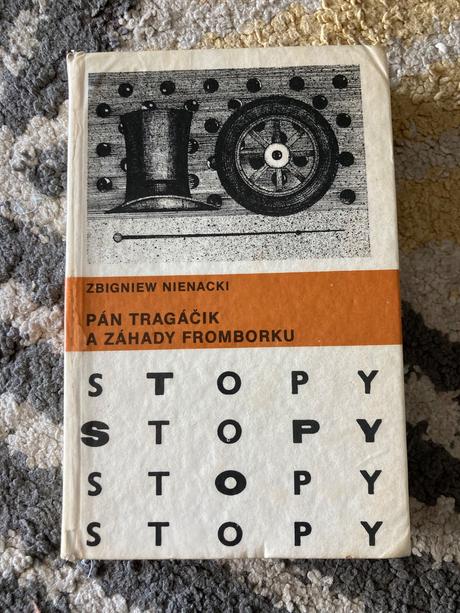 ZBIGNIEW NIENACKI
PÁN TRAGÁČIK
A ZÁHADY FROMBORKU
STOPY
STOPY
STOPY
STOPY